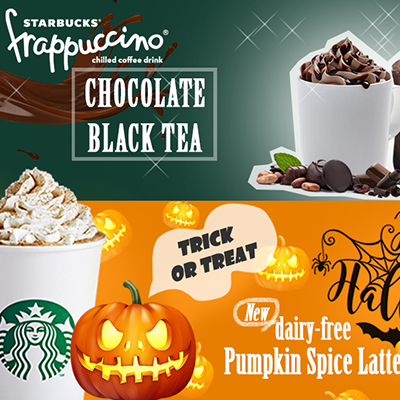 STARBUCKS®
frappuccino®
chilled coffee drink
CHOCOLATE
BLACK TEA
TRICK
OR TREAT
New
dairy-free
Pumpkin Spice Latte